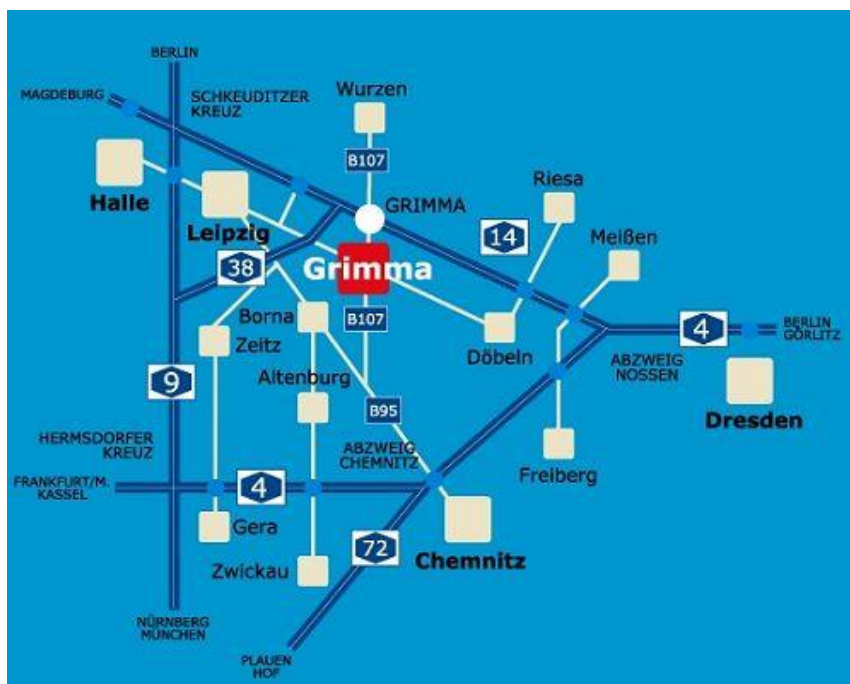 BERLIN
MAGDEBURG
SCHKEUDITZER
KREUZ
Wurzen
B107
Halle
Leipzig
GRIMMA
Riesa
14
Meißen
38
Grimma
B107
Borna
Zeitz
Döbeln
4
BERLIN
GÖRLITZ
ABZWEIG
NOSSEN
9
Altenburg
B95
Dresden
HERMSDORFER
KREUZ
ABZWEIG
CHEMNITZ
Freiberg
FRANKFURT/M.
KASSEL
4
Gera
72
Chemnitz
Zwickau
NÜRNBERG
MÜNCHEN
PLAUEN
HOF